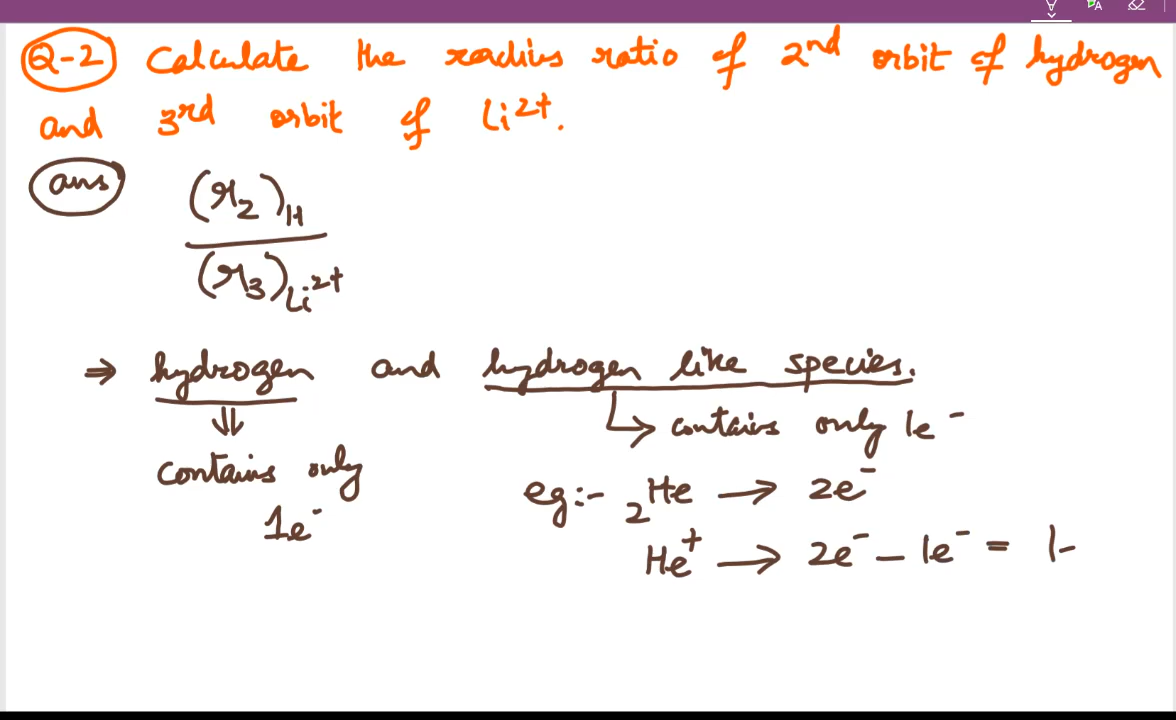 Q-2 Calculate the radius ratio of 2nd orbit of hydrogen
and 3rd orbit of Li2+.
ans (r2)H
(r3)Li2+
⇒ hydrogen and hydrogen like species.
⇓ ↳ contains only 1e-
contains only
1e-
eg:- 2He → 2e-
He+ → 2e- - 1e- = 1-